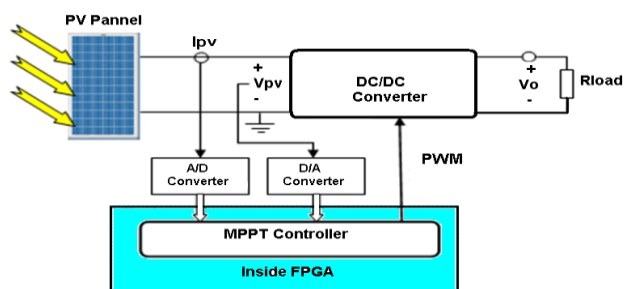 PV Pannel
Ipv
+
Vpv
-
DC/DC
Converter
+
Vo
-
Rload
A/D
Converter
D/A
Converter
PWM
MPPT Controller
Inside FPGA